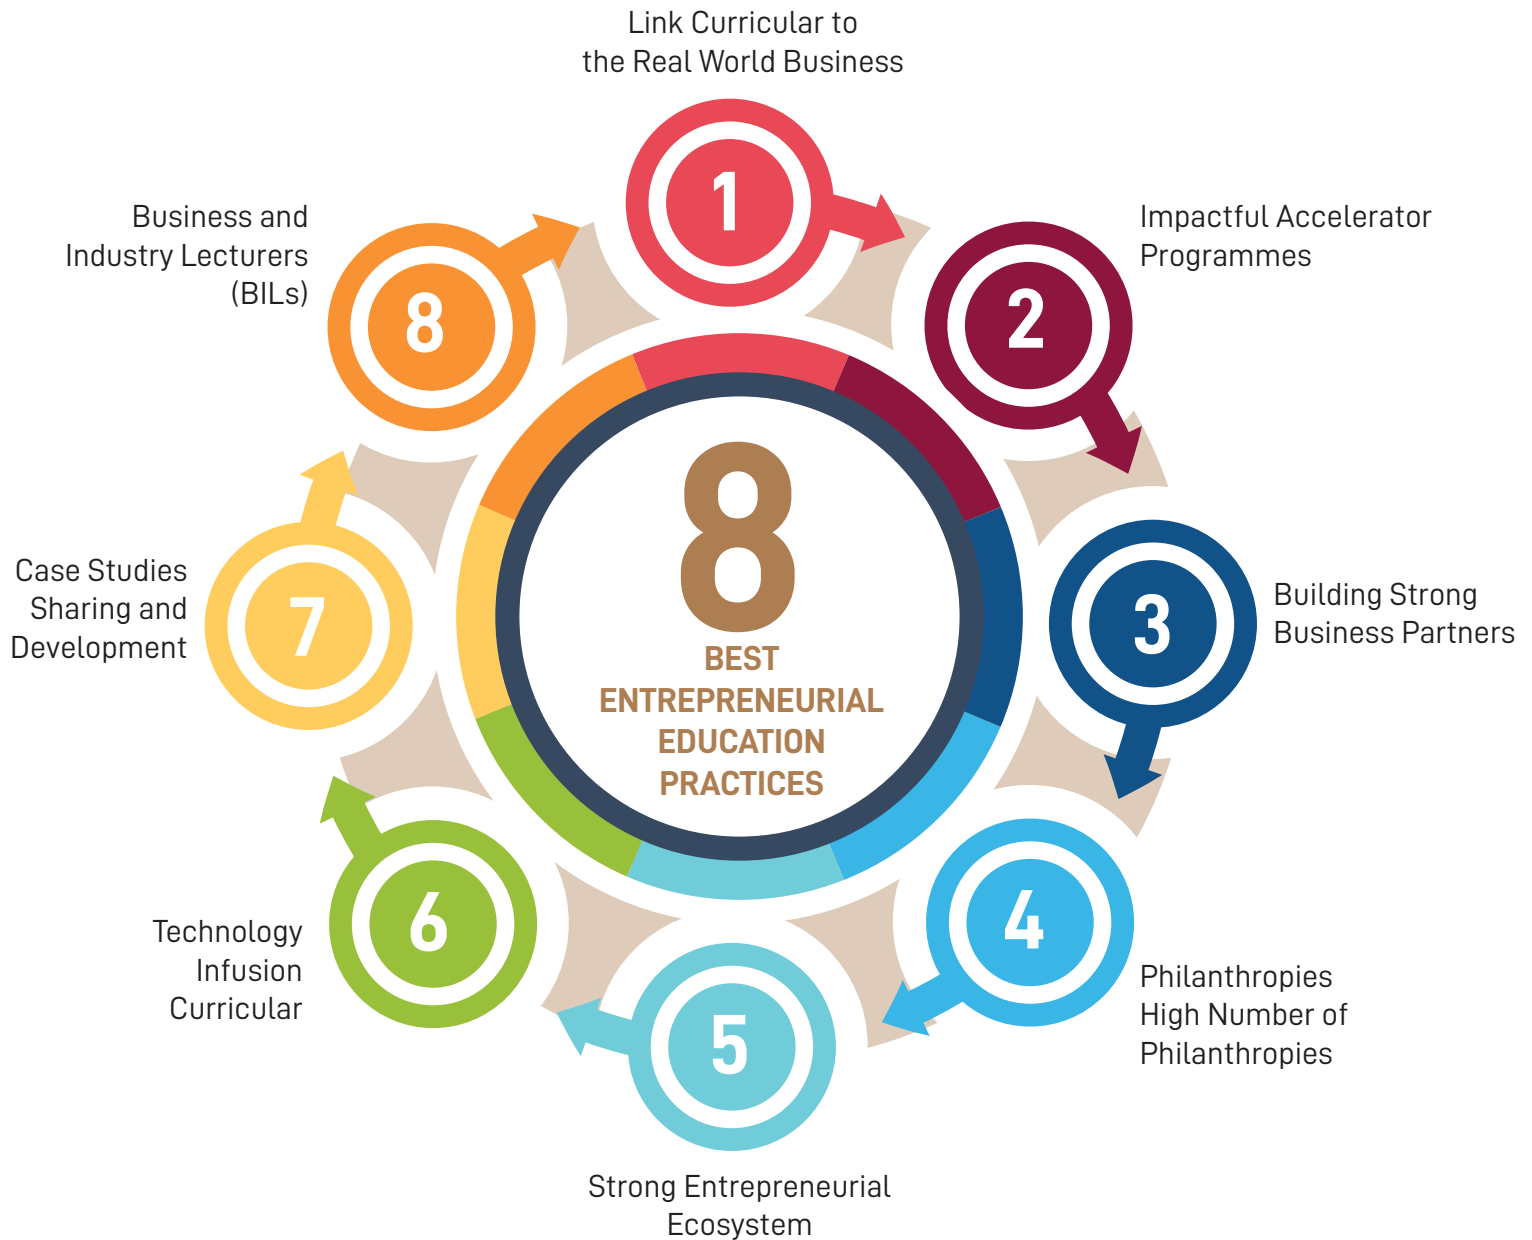 Link Curricular to
the Real World Business
1
Impactful Accelerator
Programmes
2
Building Strong
Business Partners
3
Philanthropies
High Number of
Philanthropies
4
Strong Entrepreneurial
Ecosystem
5
Technology
Infusion
Curricular
6
Case Studies
Sharing and
Development
7
Business and
Industry Lecturers
(BILs)
8
8
BEST
ENTREPRENEURIAL
EDUCATION
PRACTICES